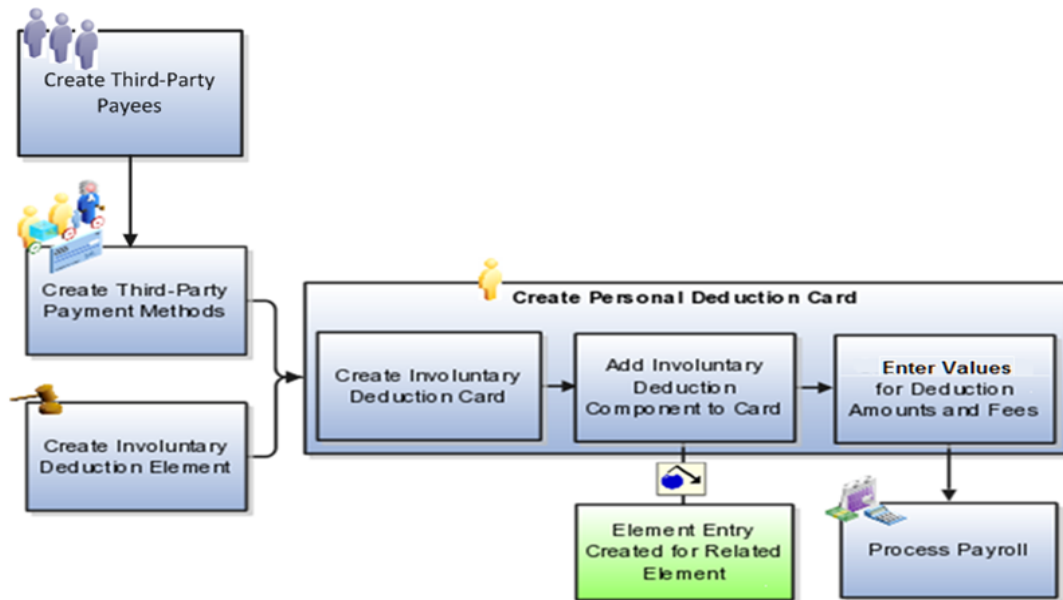 Create Third-Party
Payees
Create Third-Party
Payment Methods
Create Involuntary
Deduction Element
Create Personal Deduction Card
Create Involuntary
Deduction Card
Add Involuntary
Deduction
Component to Card
Enter Values
for Deduction
Amounts and Fees
Element Entry
Created for Related
Element
Process Payroll